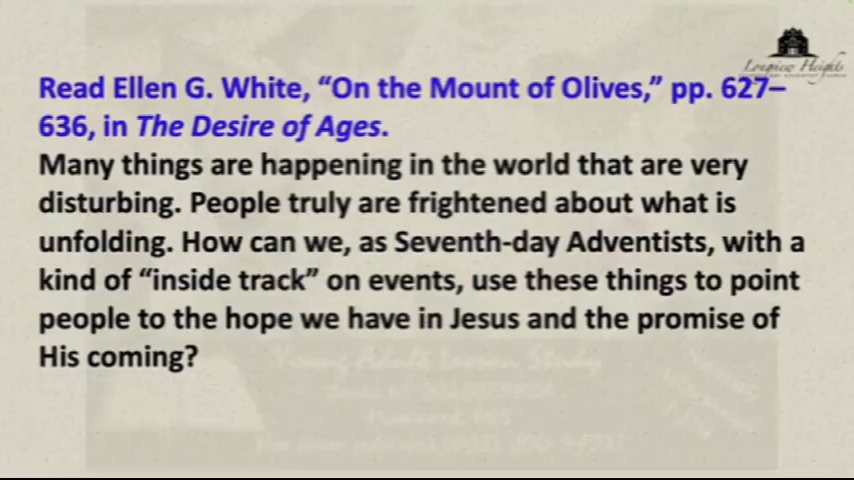 Longview Heights
Read Ellen G. White, “On the Mount of Olives,” pp. 627–
636, in The Desire of Ages.
Many things are happening in the world that are very
disturbing. People truly are frightened about what is
unfolding. How can we, as Seventh-day Adventists, with a
kind of “inside track” on events, use these things to point
people to the hope we have in Jesus and the promise of
His coming?